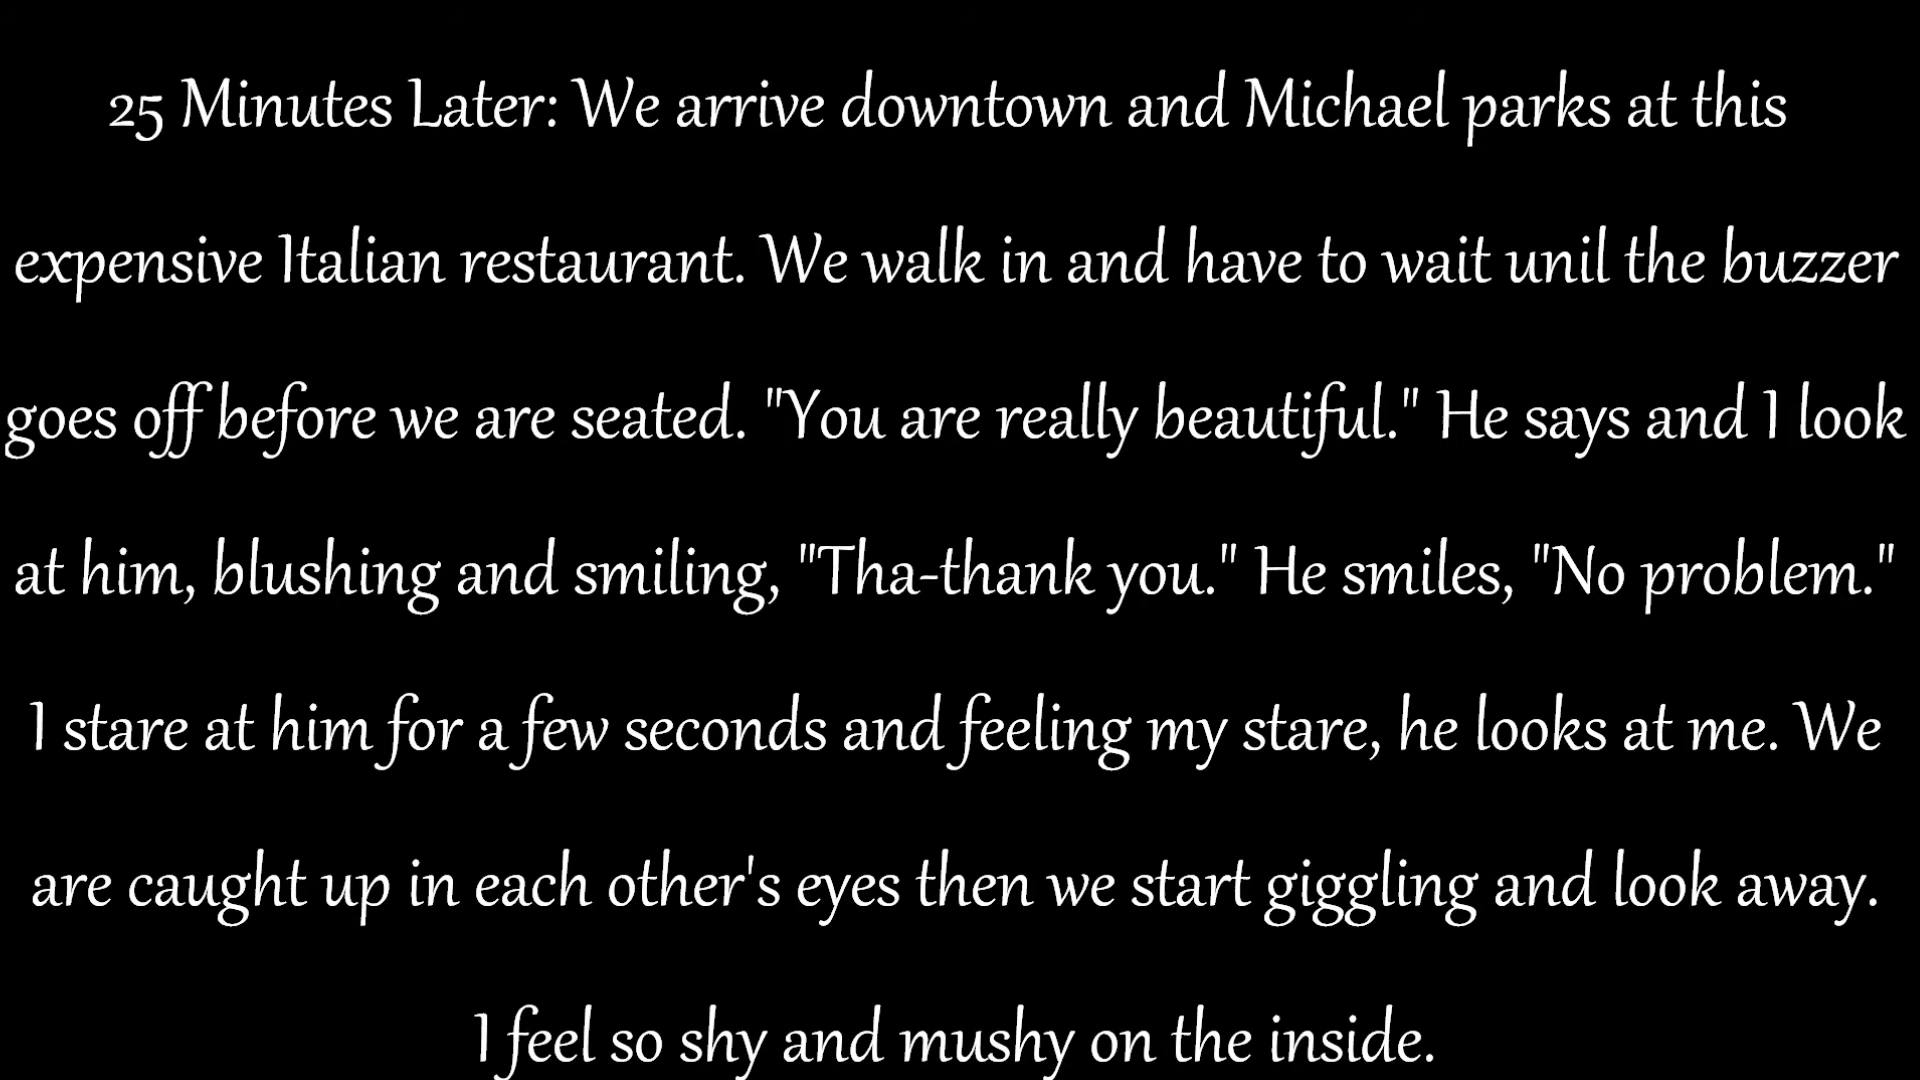 25 Minutes Later: We arrive downtown and Michael parks at this
expensive Italian restaurant. We walk in and have to wait unil the buzzer
goes off before we are seated. "You are really beautiful." He says and I look
at him, blushing and smiling, "Tha-thank you." He smiles, "No problem."
I stare at him for a few seconds and feeling my stare, he looks at me. We
are caught up in each other's eyes then we start giggling and look away.
I feel so shy and mushy on the inside.